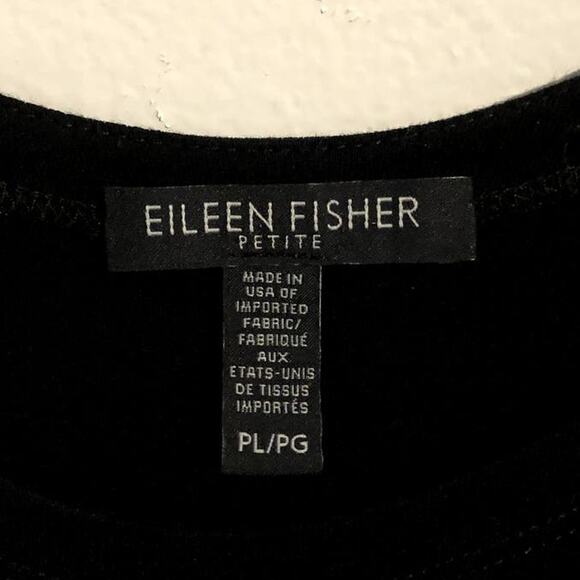 EILEEN FISHER
PETITE
MADE IN
USA OF
IMPORTED
FABRIC/
FABRIQUÉ
AUX
ETATS-UNIS
DE TISSUS
IMPORTÉS
PL/PG